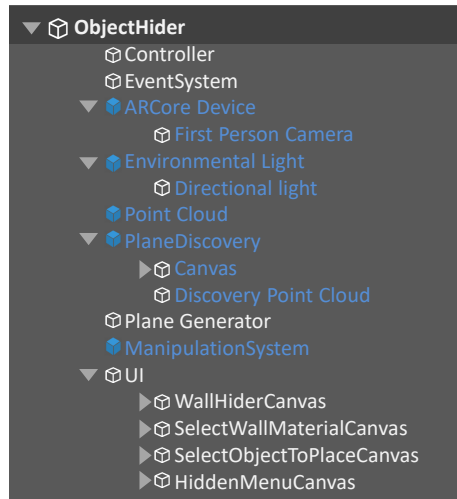 ObjectHider
Controller
EventSystem
ARCore Device
First Person Camera
Environmental Light
Directional light
Point Cloud
PlaneDiscovery
Canvas
Discovery Point Cloud
Plane Generator
ManipulationSystem
UI
WallHiderCanvas
SelectWallMaterialCanvas
SelectObjectToPlaceCanvas
HiddenMenuCanvas